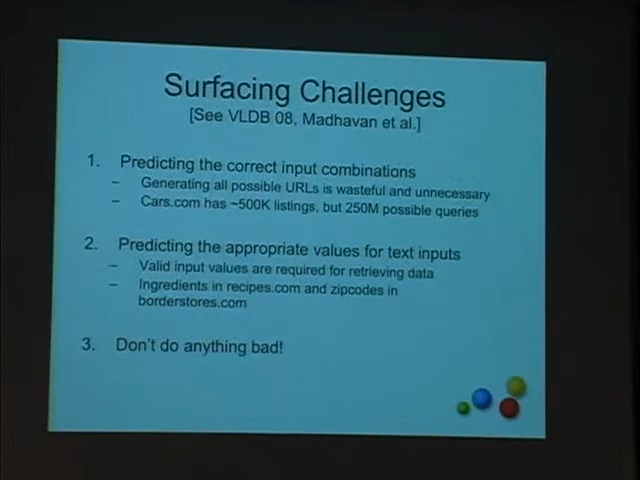 Surfacing Challenges
[See VLDB 08, Madhavan et al.]
1. Predicting the correct input combinations
– Generating all possible URLs is wasteful and unnecessary
– Cars.com has ~500K listings, but 250M possible queries
2. Predicting the appropriate values for text inputs
– Valid input values are required for retrieving data
– Ingredients in recipes.com and zipcodes in
borderstores.com
3. Don't do anything bad!